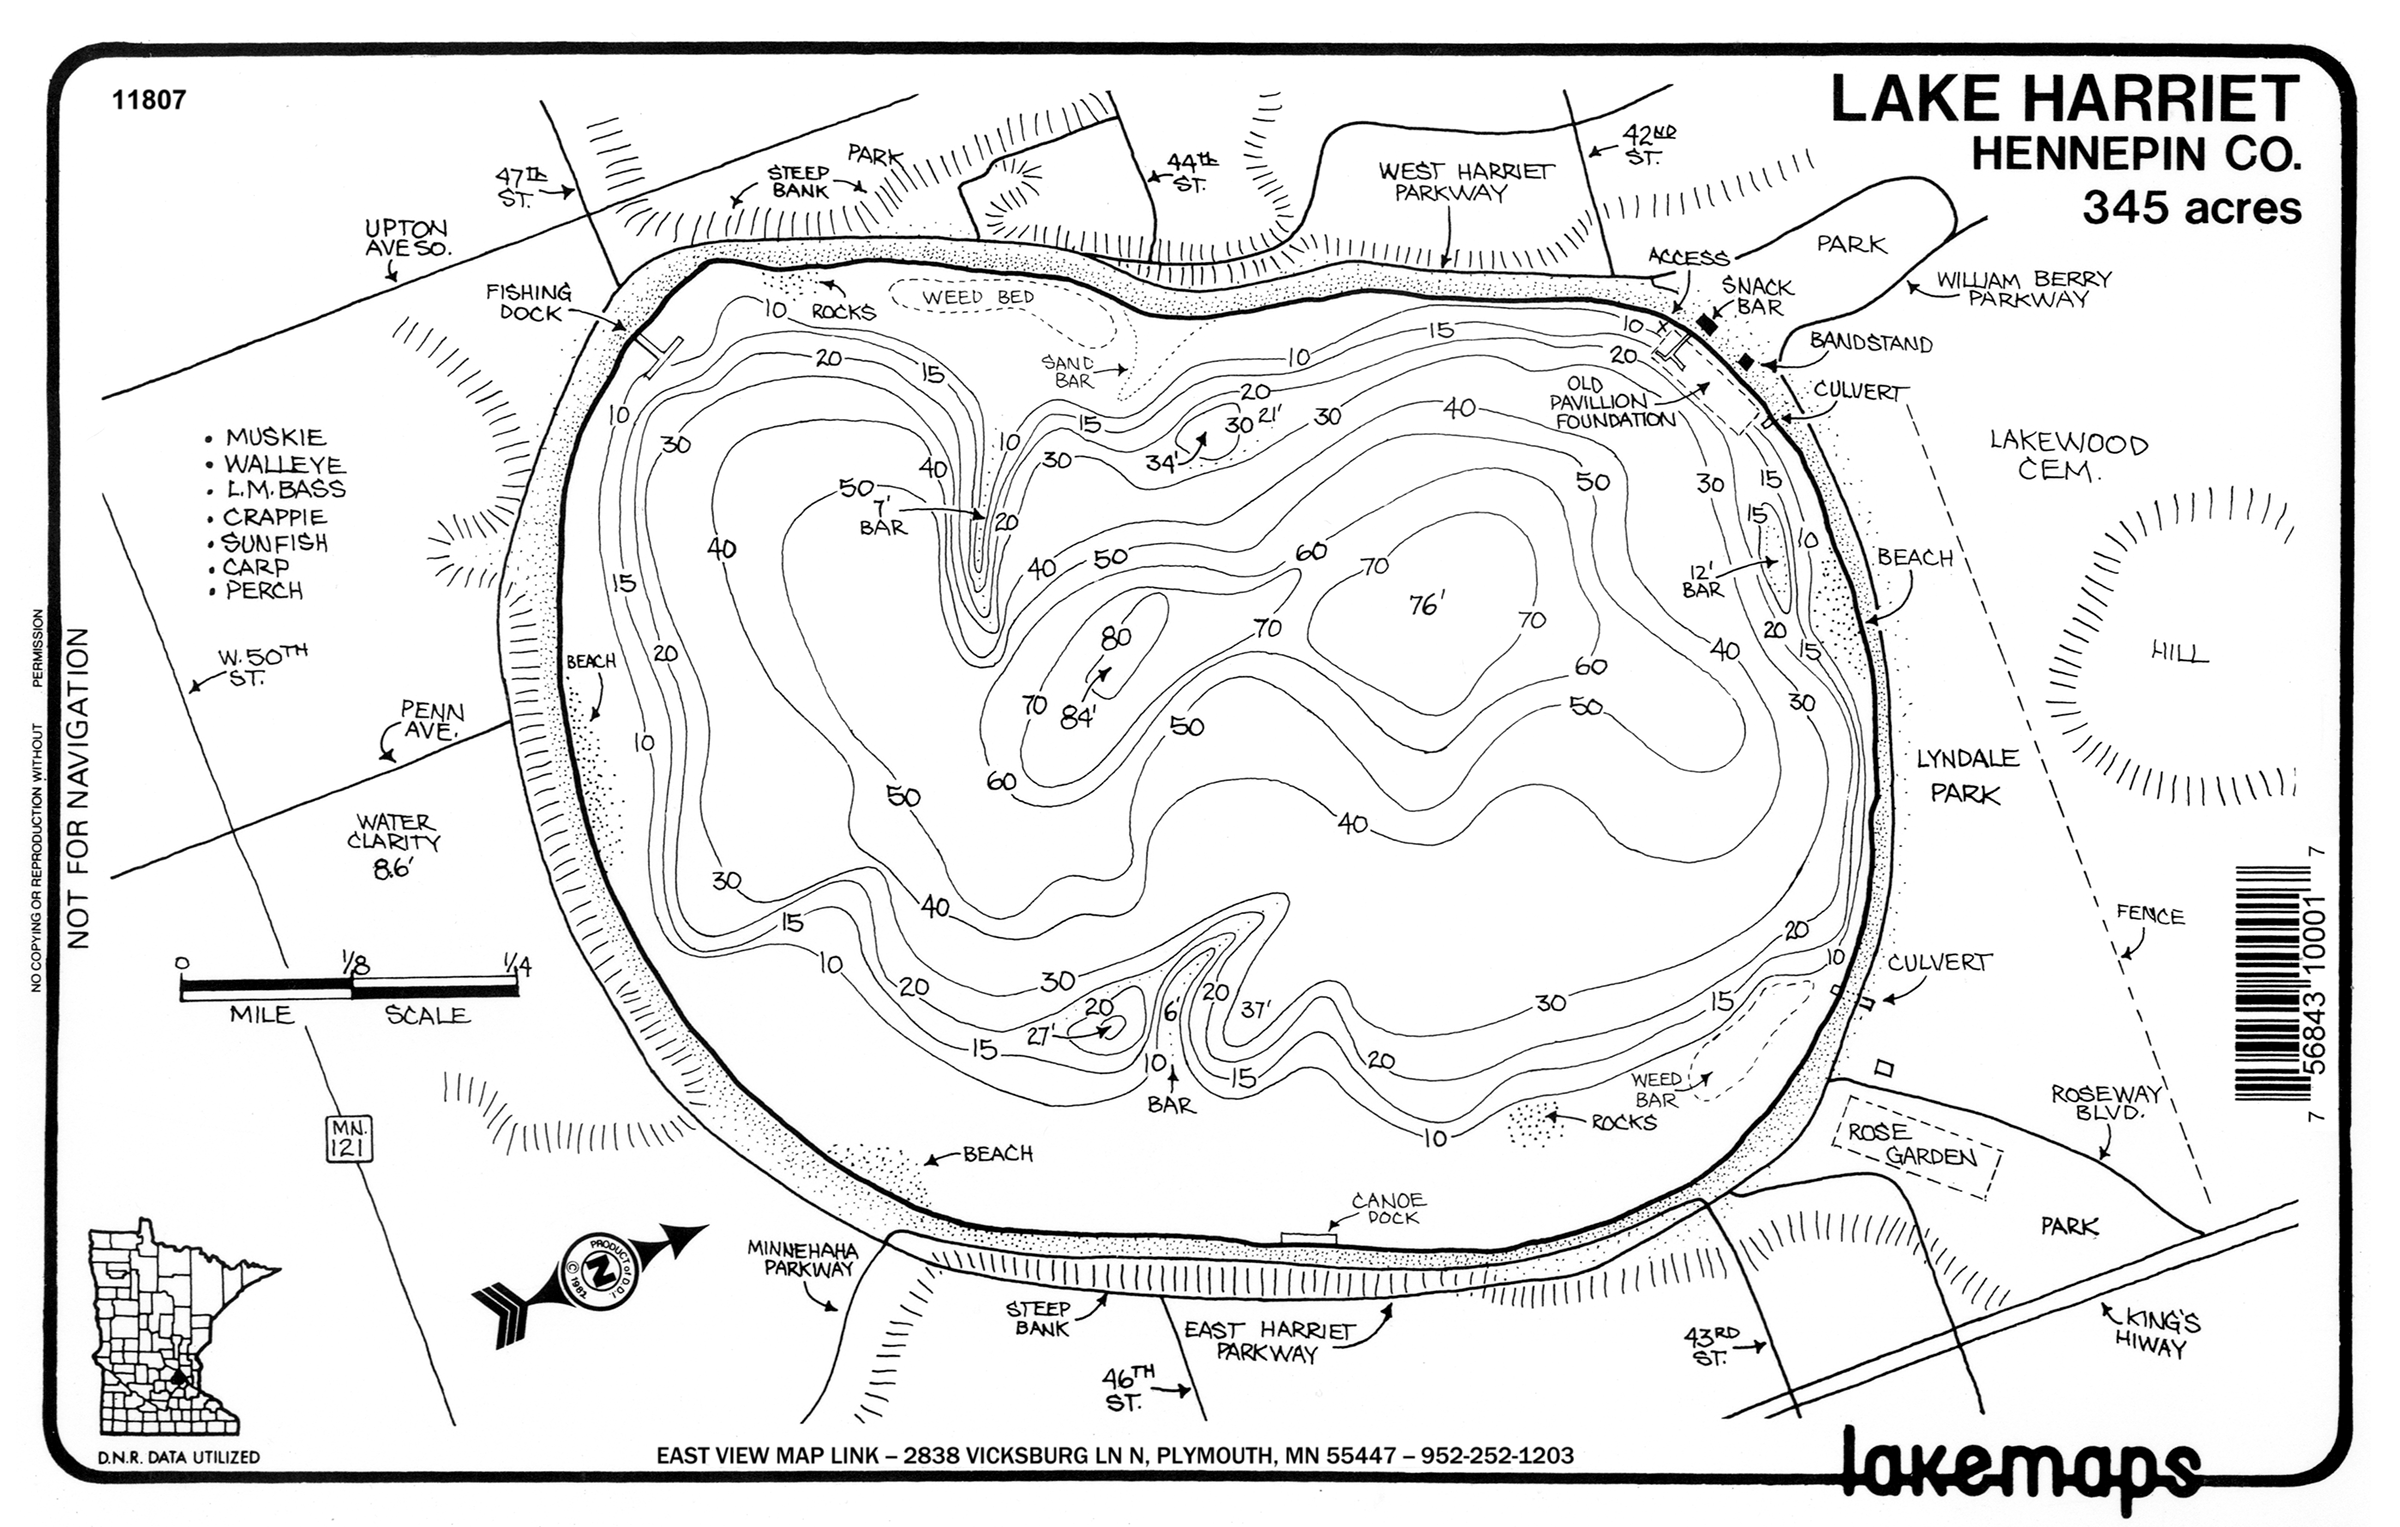 11807
LAKE HARRIET
HENNEPIN CO.
345 acres
47TH
ST.
STEEP
BANK
PARK
44TH
ST.
WEST HARRIET
PARKWAY
42ND
ST.
UPTON
AVE SO.
FISHING
DOCK
ROCKS
WEED BED
SAND
BAR
ACCESS
SNACK
BAR
PARK
WILLIAM BERRY
PARKWAY
BANDSTAND
CULVERT
OLD
PAVILLION
FOUNDATION
LAKEWOOD
CEM.
• MUSKIE
• WALLEYE
• L.M. BASS
• CRAPPIE
• SUNFISH
• CARP
• PERCH
10
20
15
10
30
40
50
7'
BAR
20
10
15
30
34'
30
21'
20
10
15
10
20
30
40
50
30
15
15
10
12'
BAR
20
15
BEACH
HILL
40
15
20
10
BEACH
40
50
60
70
76'
70
80
84'
70
70
60
50
60
50
40
30
50
40
30
40
W. 50TH
ST.
PENN
AVE.
WATER
CLARITY
8.6'
LYNDALE
PARK
FENCE
15
10
20
30
20
27'
15
10
6'
BAR
20
37'
15
20
30
15
20
10
10
WEED
BAR
ROCKS
CULVERT
0
1/8
1/4
MILE
SCALE
MN.
121
BEACH
CANOE
DOCK
ROSEWAY
BLVD.
ROSE
GARDEN
PARK
MINNEHAHA
PARKWAY
STEEP
BANK
EAST HARRIET
PARKWAY
46TH
ST.
43RD
ST.
KING'S
HIWAY
PRODUCT of D.I.
© 1982
N
D.N.R. DATA UTILIZED
EAST VIEW MAP LINK – 2838 VICKSBURG LN N, PLYMOUTH, MN 55447 – 952-252-1203
lakemaps
NOT FOR NAVIGATION
NO COPYING OR REPRODUCTION WITHOUT PERMISSION
7 56843 10001 7